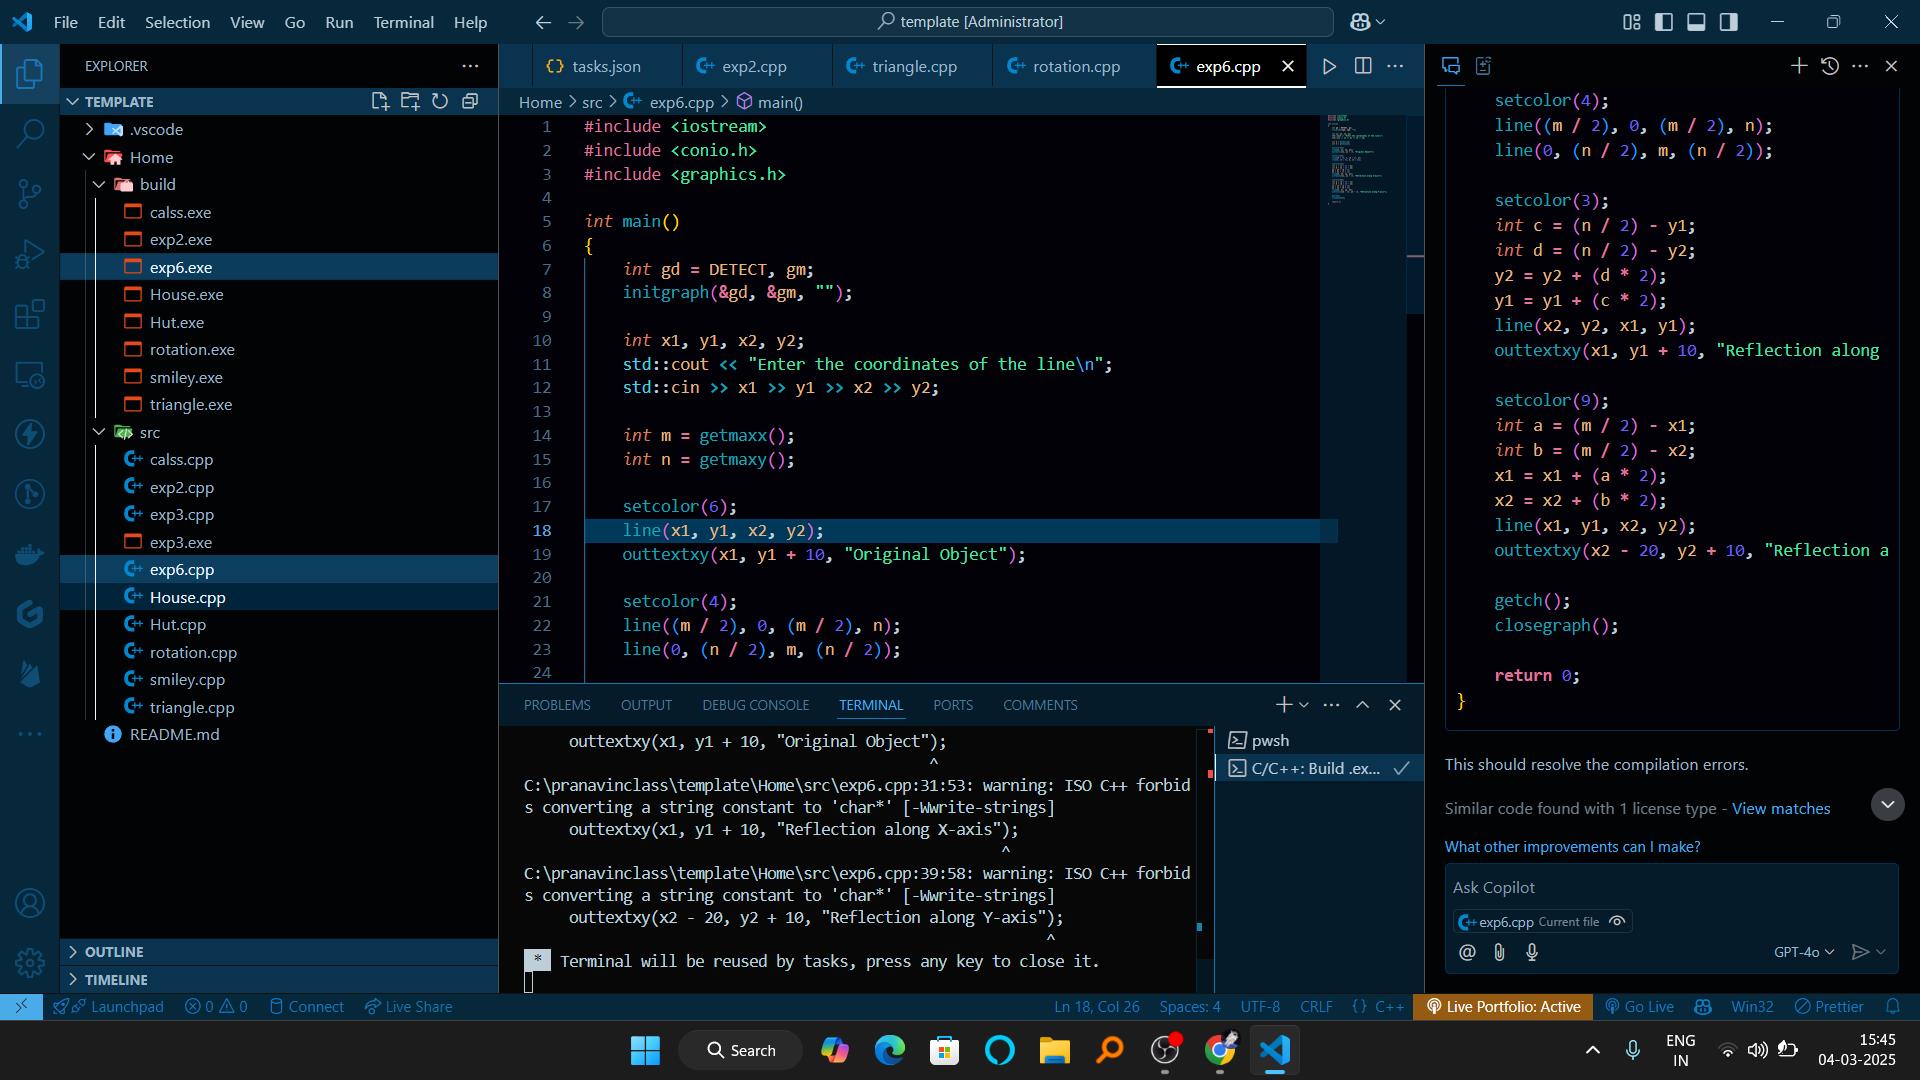 File Edit Selection View Go Run Terminal Help
template [Administrator]
EXPLORER
TEMPLATE
.vscode
Home
build
calss.exe
exp2.exe
exp6.exe
House.exe
Hut.exe
rotation.exe
smiley.exe
triangle.exe
src
calss.cpp
exp2.cpp
exp3.cpp
exp3.exe
exp6.cpp
House.cpp
Hut.cpp
rotation.cpp
smiley.cpp
triangle.cpp
README.md
OUTLINE
TIMELINE
tasks.json exp2.cpp triangle.cpp rotation.cpp exp6.cpp
Home > src > exp6.cpp > main()
1 #include <iostream>
2 #include <conio.h>
3 #include <graphics.h>
4
5 int main()
6 {
7 int gd = DETECT, gm;
8 initgraph(&gd, &gm, "");
9
10 int x1, y1, x2, y2;
11 std::cout << "Enter the coordinates of the line\n";
12 std::cin >> x1 >> y1 >> x2 >> y2;
13
14 int m = getmaxx();
15 int n = getmaxy();
16
17 setcolor(6);
18 line(x1, y1, x2, y2);
19 outtextxy(x1, y1 + 10, "Original Object");
20
21 setcolor(4);
22 line((m / 2), 0, (m / 2), n);
23 line(0, (n / 2), m, (n / 2));
24
PROBLEMS OUTPUT DEBUG CONSOLE TERMINAL PORTS COMMENTS
outtextxy(x1, y1 + 10, "Original Object");
^
C:\pranavinclass\template\Home\src\exp6.cpp:31:53: warning: ISO C++ forbid
s converting a string constant to 'char*' [-Wwrite-strings]
outtextxy(x1, y1 + 10, "Reflection along X-axis");
^
C:\pranavinclass\template\Home\src\exp6.cpp:39:58: warning: ISO C++ forbid
s converting a string constant to 'char*' [-Wwrite-strings]
outtextxy(x2 - 20, y2 + 10, "Reflection along Y-axis");
^
* Terminal will be reused by tasks, press any key to close it.
pwsh
C/C++: Build .ex...
setcolor(4);
line((m / 2), 0, (m / 2), n);
line(0, (n / 2), m, (n / 2));
setcolor(3);
int c = (n / 2) - y1;
int d = (n / 2) - y2;
y2 = y2 + (d * 2);
y1 = y1 + (c * 2);
line(x2, y2, x1, y1);
outtextxy(x1, y1 + 10, "Reflection along
setcolor(9);
int a = (m / 2) - x1;
int b = (m / 2) - x2;
x1 = x1 + (a * 2);
x2 = x2 + (b * 2);
line(x1, y1, x2, y2);
outtextxy(x2 - 20, y2 + 10, "Reflection a
getch();
closegraph();
return 0;
}
This should resolve the compilation errors.
Similar code found with 1 license type - View matches
What other improvements can I make?
Ask Copilot
exp6.cpp Current file
@ GPT-4o
Launchpad 0 0 Connect Live Share Ln 18, Col 26 Spaces: 4 UTF-8 CRLF {} C++ Live Portfolio: Active Go Live Win32 Prettier
Search
ENG
IN
15:45
04-03-2025